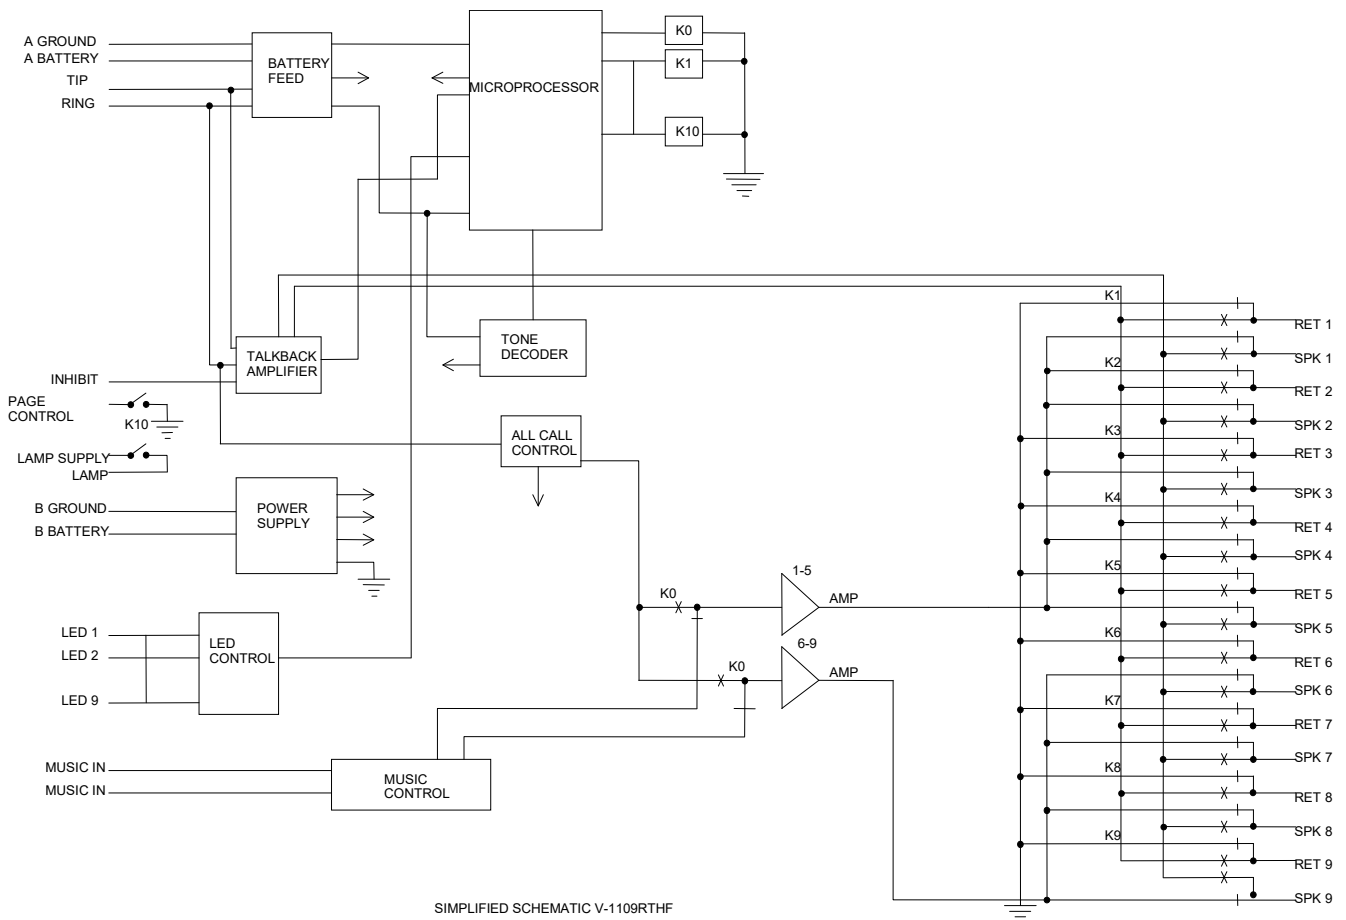 A GROUND
A BATTERY
TIP
RING
BATTERY
FEED
MICROPROCESSOR
K0
K1
K10
TONE
DECODER
TALKBACK
AMPLIFIER
INHIBIT
PAGE
CONTROL
K10
LAMP SUPPLY
LAMP
ALL CALL
CONTROL
B GROUND
B BATTERY
POWER
SUPPLY
LED 1
LED 2
LED 9
LED
CONTROL
MUSIC IN
MUSIC IN
MUSIC
CONTROL
K0
1-5
AMP
K0
6-9
AMP
K1
RET 1
SPK 1
K2
RET 2
SPK 2
K3
RET 3
SPK 3
K4
RET 4
SPK 4
K5
RET 5
SPK 5
K6
RET 6
SPK 6
K7
RET 7
SPK 7
K8
RET 8
SPK 8
K9
RET 9
SPK 9
SIMPLIFIED SCHEMATIC V-1109RTHF